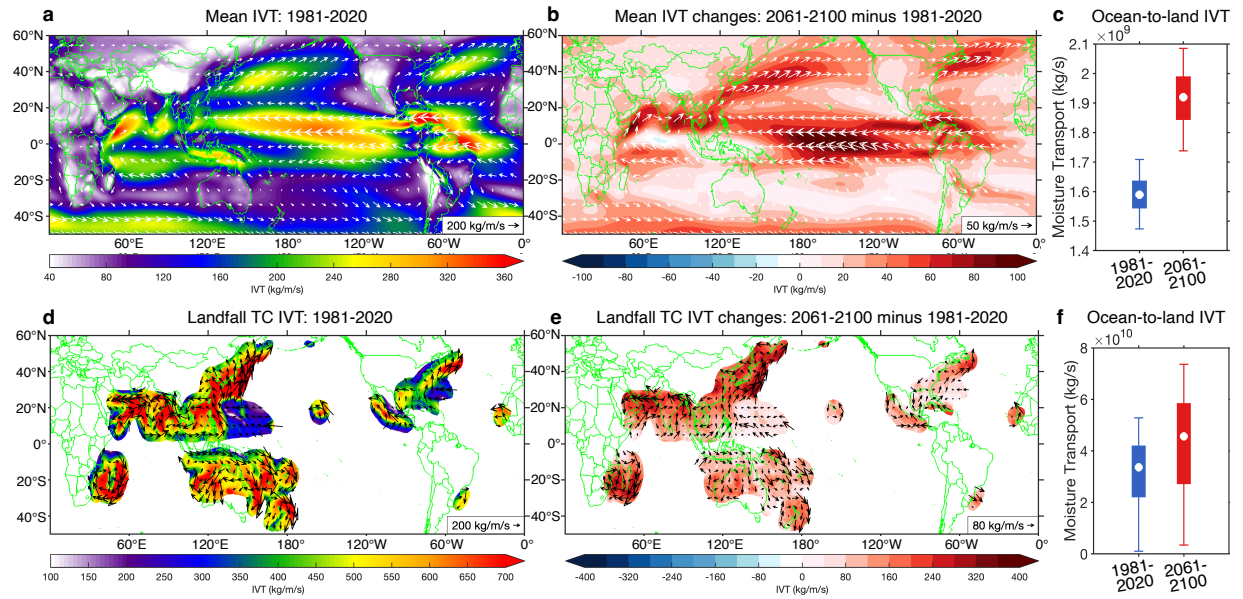 a Mean IVT: 1981-2020
60°N
40°N
20°N
0°
20°S
40°S
200 kg/m/s
60°E 120°E 180° 120°W 60°W 0°
40 80 120 160 200 240 280 320 360
IVT (kg/m/s)
b Mean IVT changes: 2061-2100 minus 1981-2020
60°N
40°N
20°N
0°
20°S
40°S
50 kg/m/s
60°E 120°E 180° 120°W 60°W 0°
-100 -80 -60 -40 -20 0 20 40 60 80 100
IVT (kg/m/s)
c Ocean-to-land IVT
×10⁹
Moisture Transport (kg/s)
2.1
2
1.9
1.8
1.7
1.6
1.5
1.4
1981-
2020
2061-
2100
d Landfall TC IVT: 1981-2020
60°N
40°N
20°N
0°
20°S
40°S
200 kg/m/s
60°E 120°E 180° 120°W 60°W 0°
100 150 200 250 300 350 400 450 500 550 600 650 700
IVT (kg/m/s)
e Landfall TC IVT changes: 2061-2100 minus 1981-2020
60°N
40°N
20°N
0°
20°S
40°S
80 kg/m/s
60°E 120°E 180° 120°W 60°W 0°
-400 -320 -240 -160 -80 0 80 160 240 320 400
IVT (kg/m/s)
f Ocean-to-land IVT
×10¹⁰
Moisture Transport (kg/s)
8
6
4
2
0
1981-
2020
2061-
2100